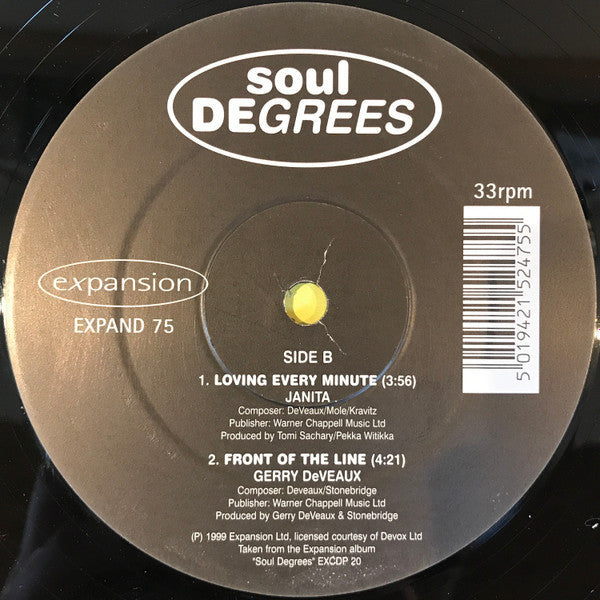 soul
DEGREES
33rpm
expansion
EXPAND 75
5 019421 524755
SIDE B
1. LOVING EVERY MINUTE (3:56)
JANITA
Composer: DeVeaux/Mole/Kravitz
Publisher: Warner Chappell Music Ltd
Produced by Tomi Sachary/Pekka Witikka
2. FRONT OF THE LINE (4:21)
GERRY DeVEAUX
Composer: Deveaux/Stonebridge
Publisher: Warner Chappell Music Ltd
Produced by Gerry DeVeaux & Stonebridge
(P) 1999 Expansion Ltd, licensed courtesy of Devox Ltd
Taken from the Expansion album
"Soul Degrees" EXCDP 20